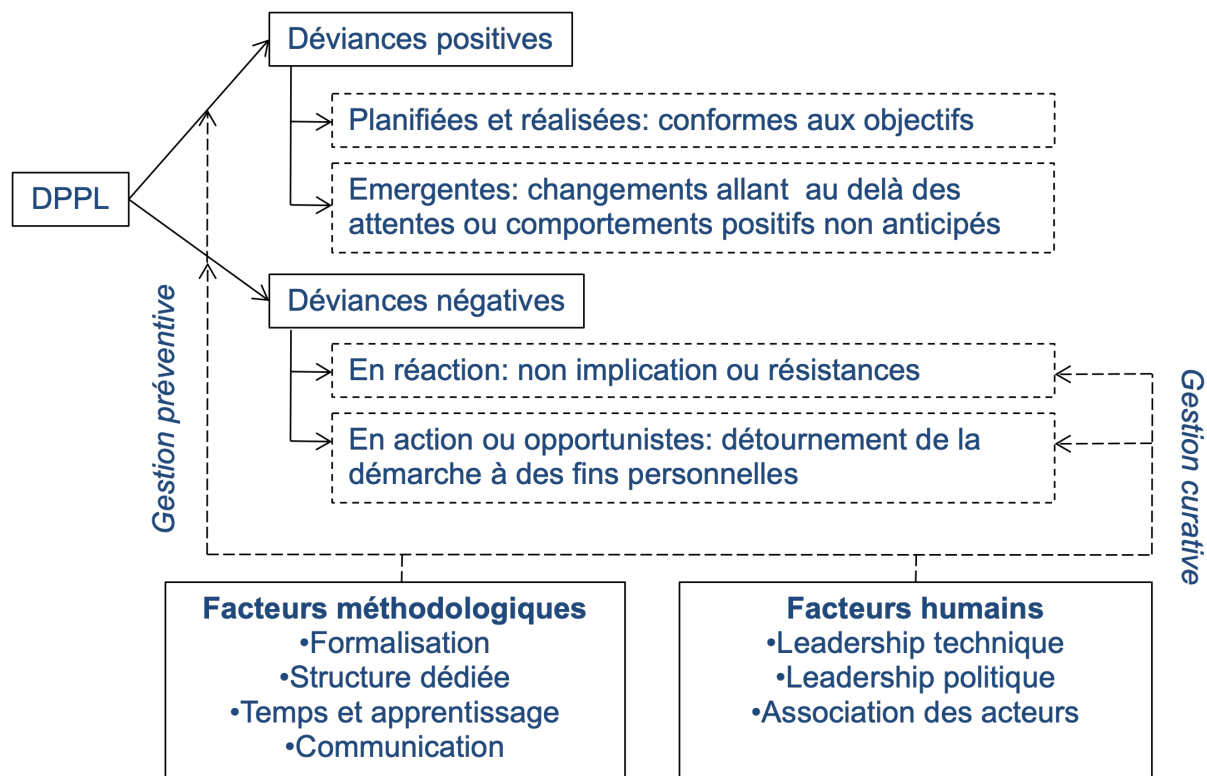 Déviances positives
Planifiées et réalisées: conformes aux objectifs
DPPL
Emergentes: changements allant au delà des
attentes ou comportements positifs non anticipés
Déviances négatives
Gestion préventive
En réaction: non implication ou résistances
En action ou opportunistes: détournement de la
démarche à des fins personnelles
Gestion curative
Facteurs méthodologiques
•Formalisation
•Structure dédiée
•Temps et apprentissage
•Communication
Facteurs humains
•Leadership technique
•Leadership politique
•Association des acteurs